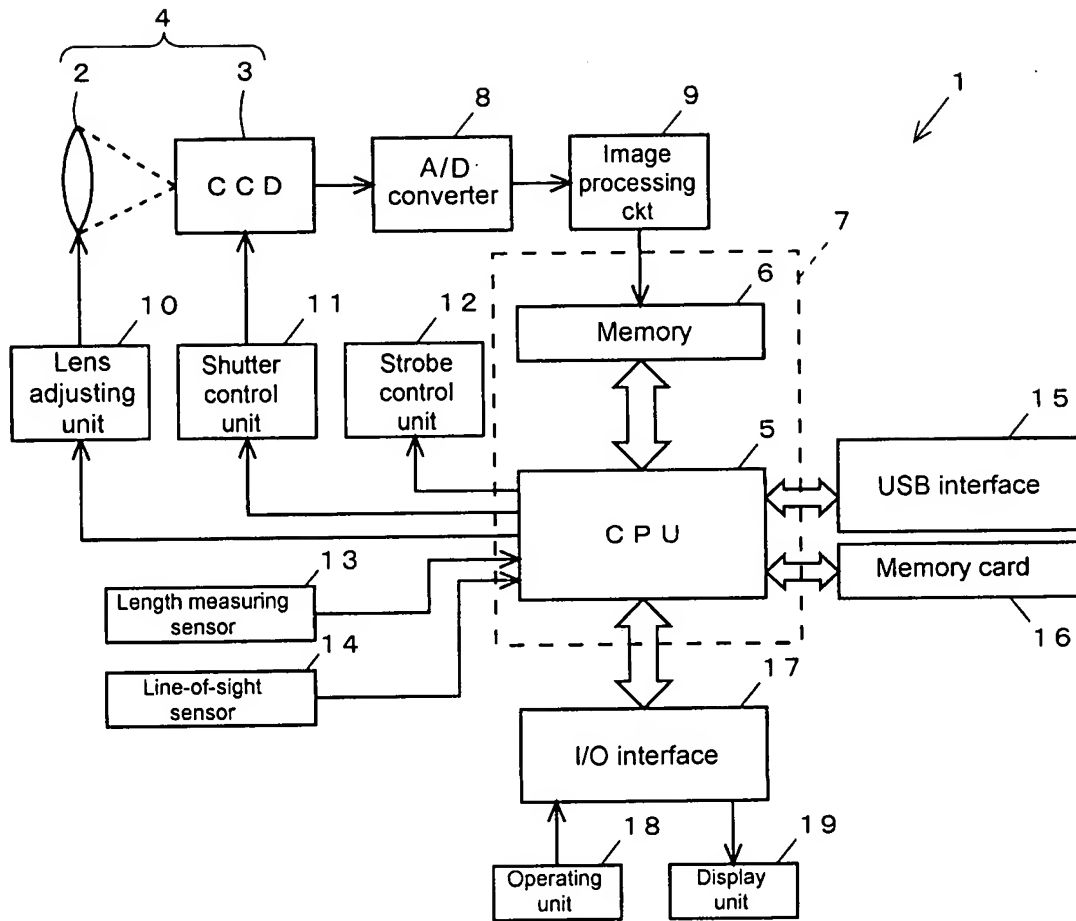 4
2
3
8
9
1
CCD
A/D
converter
Image
processing
ckt
7
10
11
12
6
Memory
Lens
adjusting
unit
Shutter
control
unit
Strobe
control
unit
5
15
CPU
USB interface
13
Length measuring
sensor
Memory card
14
16
Line-of-sight
sensor
17
I/O interface
18
19
Operating
unit
Display
unit